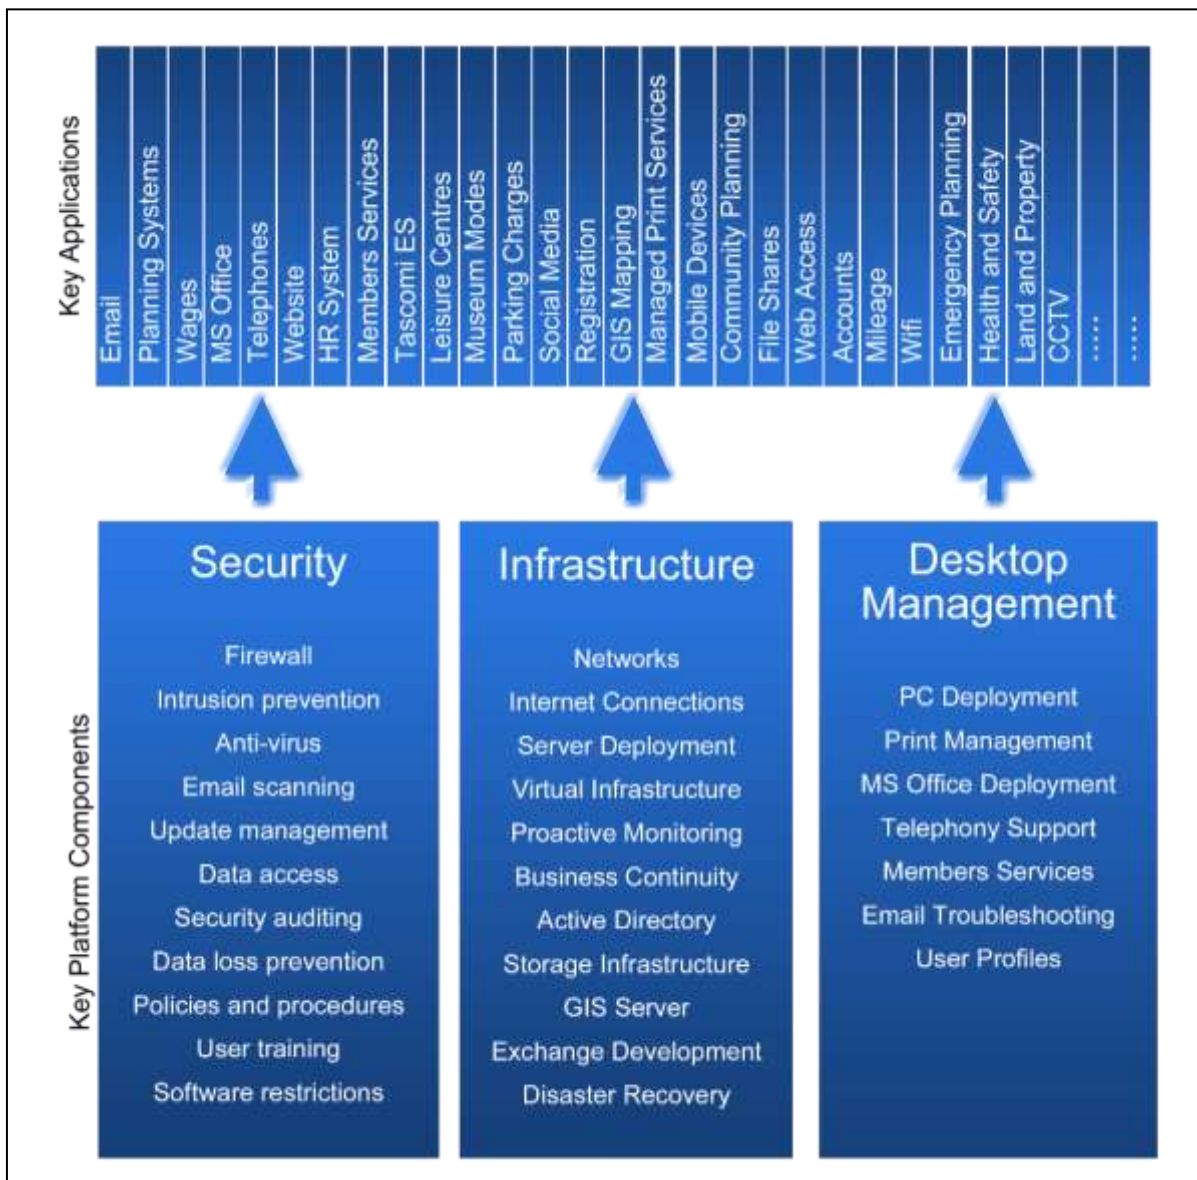 Key Applications
Email
Planning Systems
Wages
MS Office
Telephones
Website
HR System
Members Services
Tascomi ES
Leisure Centres
Museum Modes
Parking Charges
Social Media
Registration
GIS Mapping
Managed Print Services
Mobile Devices
Community Planning
File Shares
Web Access
Accounts
Mileage
Wifi
Emergency Planning
Health and Safety
Land and Property
CCTV
.....
.....
Key Platform Components
Security
Firewall
Intrusion prevention
Anti-virus
Email scanning
Update management
Data access
Security auditing
Data loss prevention
Policies and procedures
User training
Software restrictions
Infrastructure
Networks
Internet Connections
Server Deployment
Virtual Infrastructure
Proactive Monitoring
Business Continuity
Active Directory
Storage Infrastructure
GIS Server
Exchange Development
Disaster Recovery
Desktop
Management
PC Deployment
Print Management
MS Office Deployment
Telephony Support
Members Services
Email Troubleshooting
User Profiles